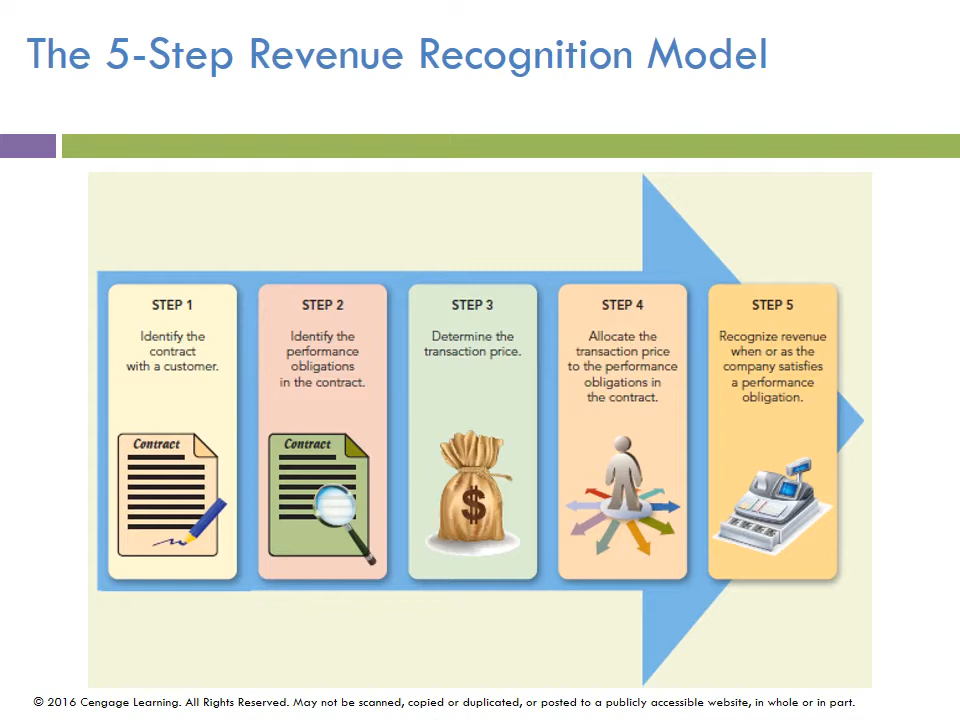 The 5-Step Revenue Recognition Model
STEP 1
Identify the
contract
with a customer.
Contract
STEP 2
Identify the
performance
obligations
in the contract.
Contract
STEP 3
Determine the
transaction price.
$
STEP 4
Allocate the
transaction price
to the performance
obligations in
the contract.
STEP 5
Recognize revenue
when or as the
company satisfies
a performance
obligation.
© 2016 Cengage Learning. All Rights Reserved. May not be scanned, copied or duplicated, or posted to a publicly accessible website, in whole or in part.